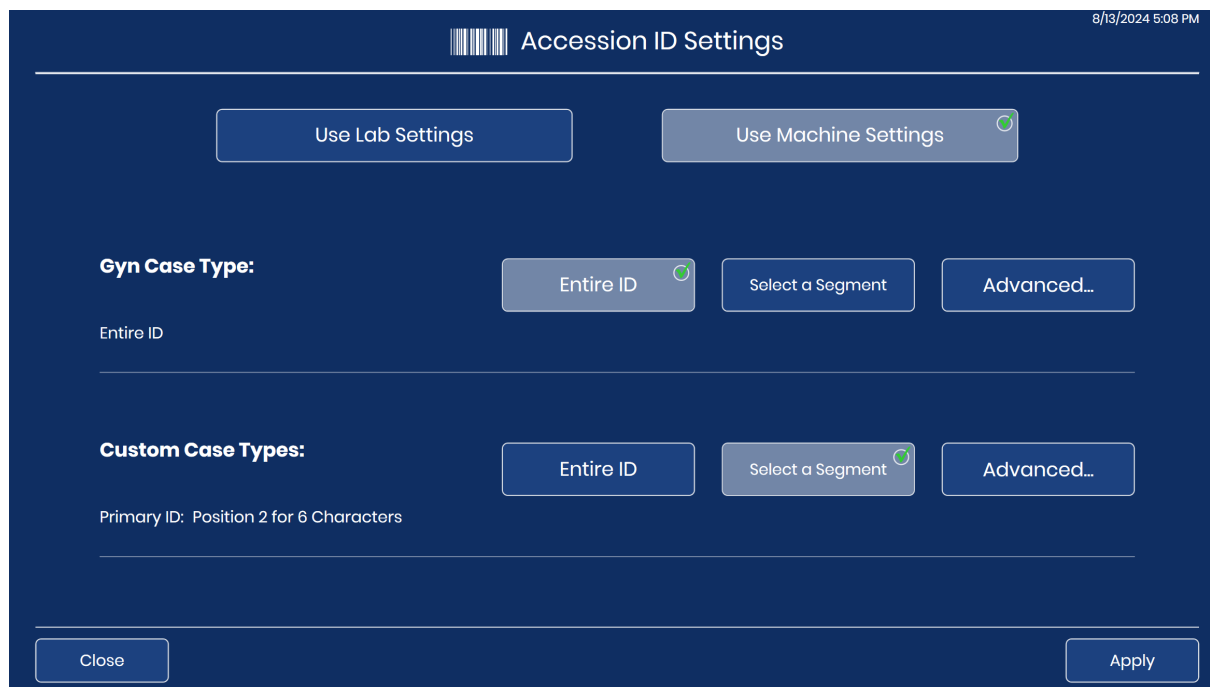 8/13/2024 5:08 PM
Accession ID Settings
Use Lab Settings
Use Machine Settings
Gyn Case Type:
Entire ID
Select a Segment
Advanced...
Entire ID
Custom Case Types:
Entire ID
Select a Segment
Advanced...
Primary ID: Position 2 for 6 Characters
Close
Apply